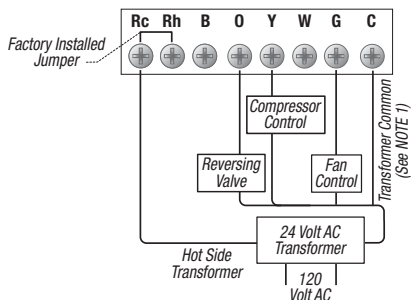 Rc Rh B O Y W G C
Factory Installed
Jumper
Compressor
Control
Reversing
Valve
Fan
Control
Transformer Common
(See NOTE 1)
24 Volt AC
Transformer
Hot Side
Transformer
120
Volt AC